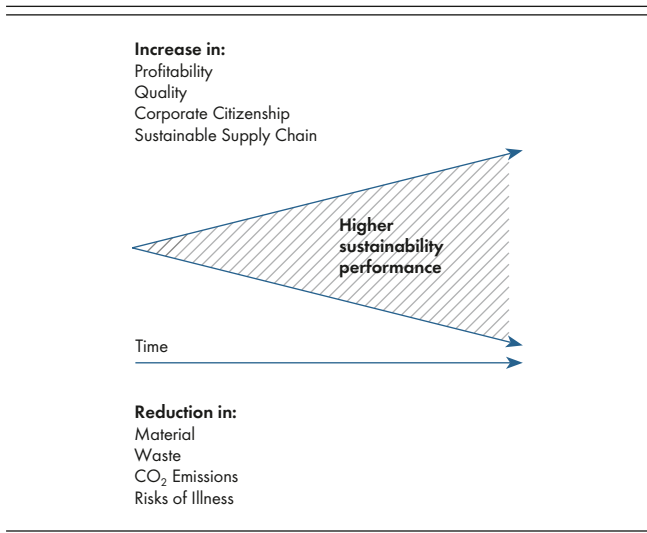 Increase in:
Profitability
Quality
Corporate Citizenship
Sustainable Supply Chain
Higher
sustainability
performance
Time
Reduction in:
Material
Waste
CO₂ Emissions
Risks of Illness